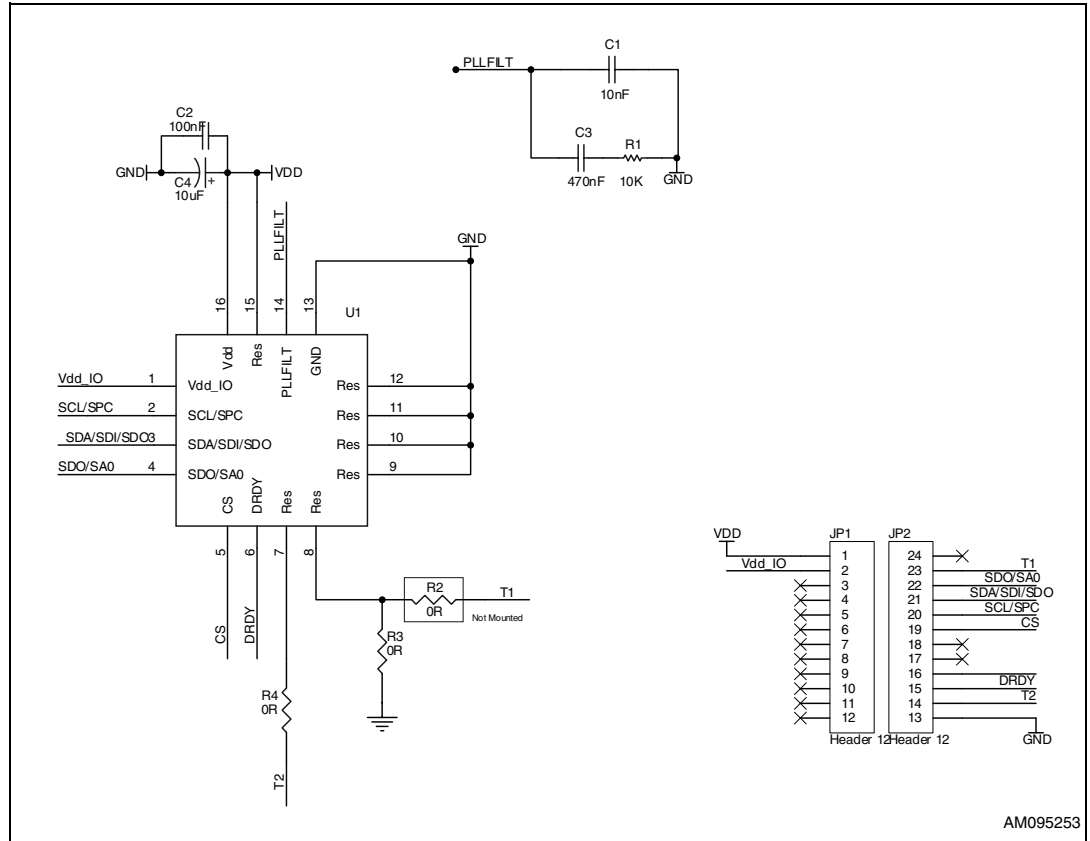 C1
PLLFILT
10nF
C3
R1
470nF
10K
GND
C2
100nF
GND
VDD
C4
+
10uF
PLLFILT
GND
16
15
14
13
U1
Vdd
Res
PLLFILT
GND
Vdd_IO
1
Vdd_IO
Res
12
SCL/SPC
2
SCL/SPC
Res
11
SDA/SDI/SDO
3
SDA/SDI/SDO
Res
10
SDO/SA0
4
SDO/SA0
Res
9
CS
DRDY
Res
Res
5
6
7
8
CS
DRDY
R2
0R
T1
Not Mounted
R3
0R
R4
0R
T2
VDD
Vdd_IO
JP1
1
2
3
4
5
6
7
8
9
10
11
12
Header 12
JP2
24
23
T1
22
SDO/SA0
21
SDA/SDI/SDO
20
SCL/SPC
19
CS
18
17
16
15
DRDY
14
T2
13
Header 12
GND
AM095253